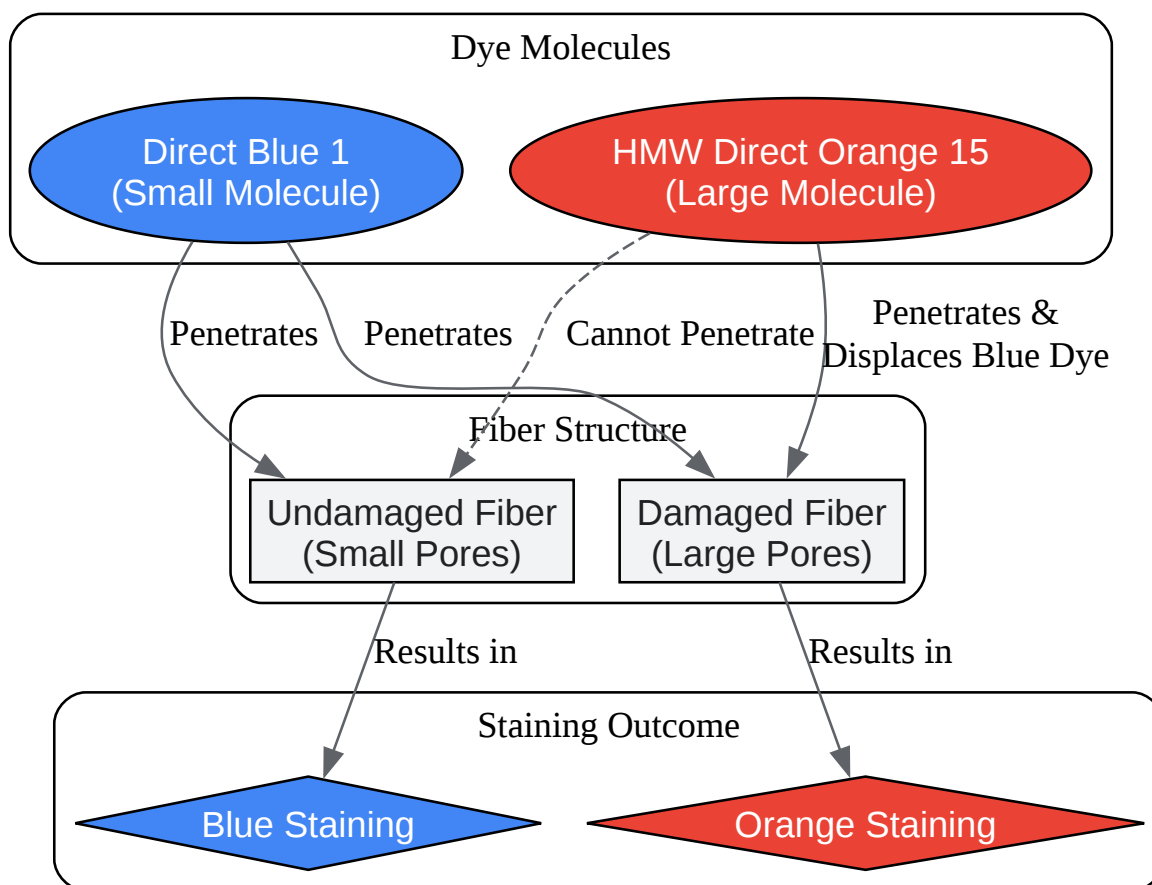 Dye Molecules
Direct Blue 1
(Small Molecule)
HMW Direct Orange 15
(Large Molecule)
Penetrates
Penetrates
Cannot Penetrate
Penetrates &
Displaces Blue Dye
Fiber Structure
Undamaged Fiber
(Small Pores)
Damaged Fiber
(Large Pores)
Results in
Results in
Staining Outcome
Blue Staining
Orange Staining